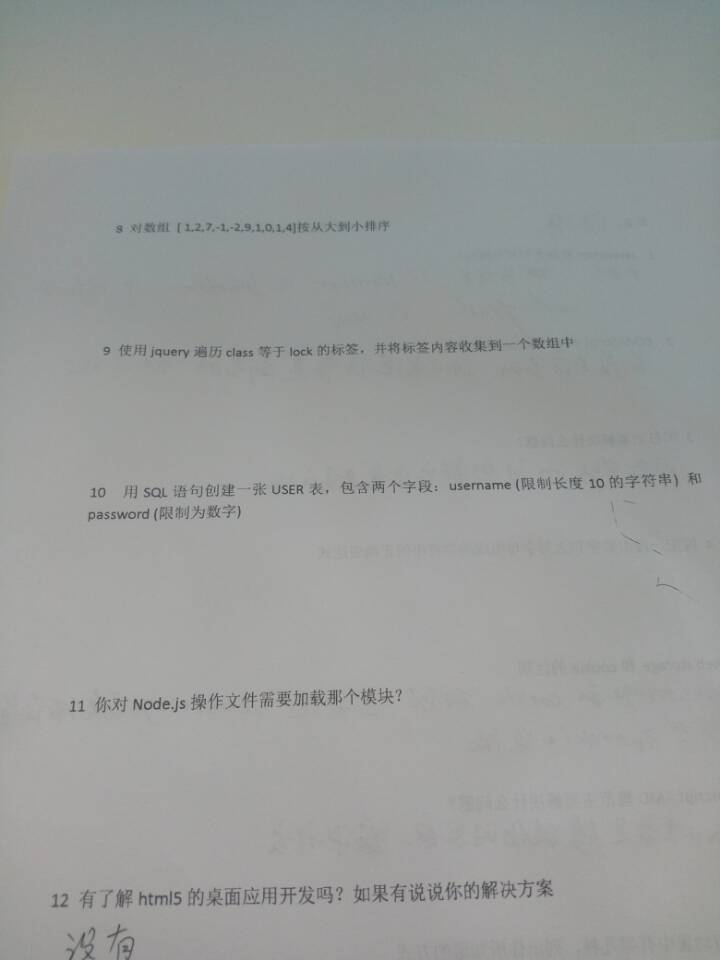 8 对数组 [ 1,2,7,-1,-2,9,1,0,1,4]按从大到小排序
9 使用 jquery 遍历 class 等于 lock 的标签，并将标签内容收集到一个数组中
10 用 SQL 语句创建一张 USER 表，包含两个字段：username (限制长度 10 的字符串) 和
password (限制为数字)
11 你对 Node.js 操作文件需要加载那个模块？
12 有了解 html5 的桌面应用开发吗？如果有说说你的解决方案
没有